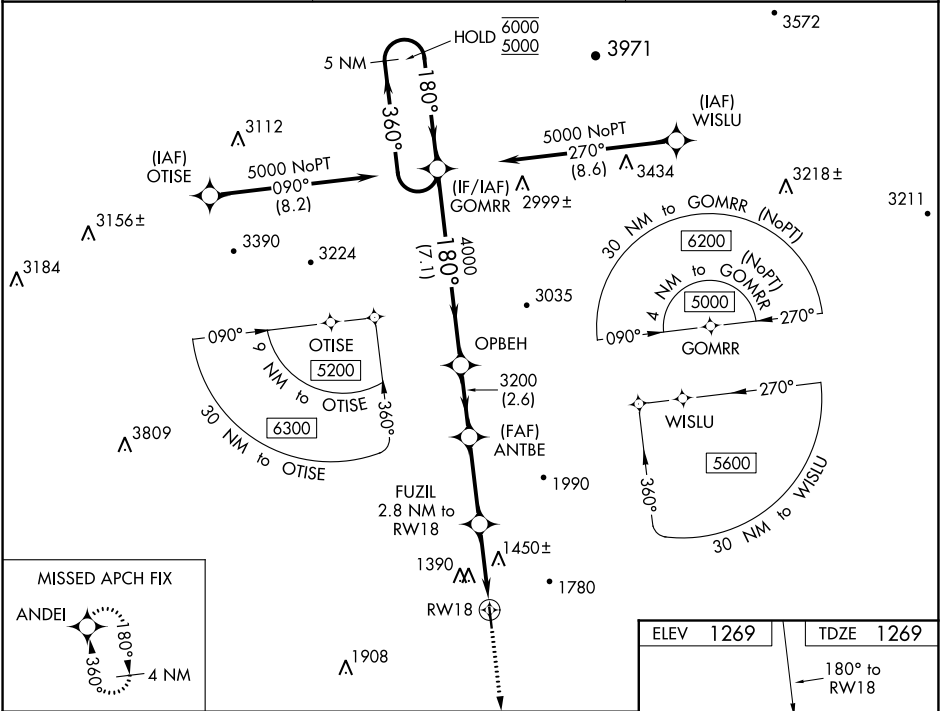 3572
HOLD 6000
5000
5 NM
3971
180°
360°
(IAF)
WISLU
3112
5000 NoPT
270°
(8.6)
3434
(IAF)
OTISE
5000 NoPT
090°
(8.2)
(IF/IAF)
GOMRR
2999±
3218±
3211
3156±
3390
3224
3184
4000
180°
(7.1)
30 NM to GOMRR (NoPT)
6200
4 NM to GOMRR (NoPT)
5000
090°
270°
GOMRR
3035
090°
OTISE
5200
9 NM to OTISE
360°
6300
30 NM to OTISE
OPBEH
3200
(2.6)
(FAF)
ANTBE
270°
WISLU
5600
360°
30 NM to WISLU
3809
1990
FUZIL
2.8 NM to
RW18
1450±
1390
1780
RW18
1908
MISSED APCH FIX
ANDEI
180°
360°
4 NM
ELEV 1269
TDZE 1269
180° to
RW18